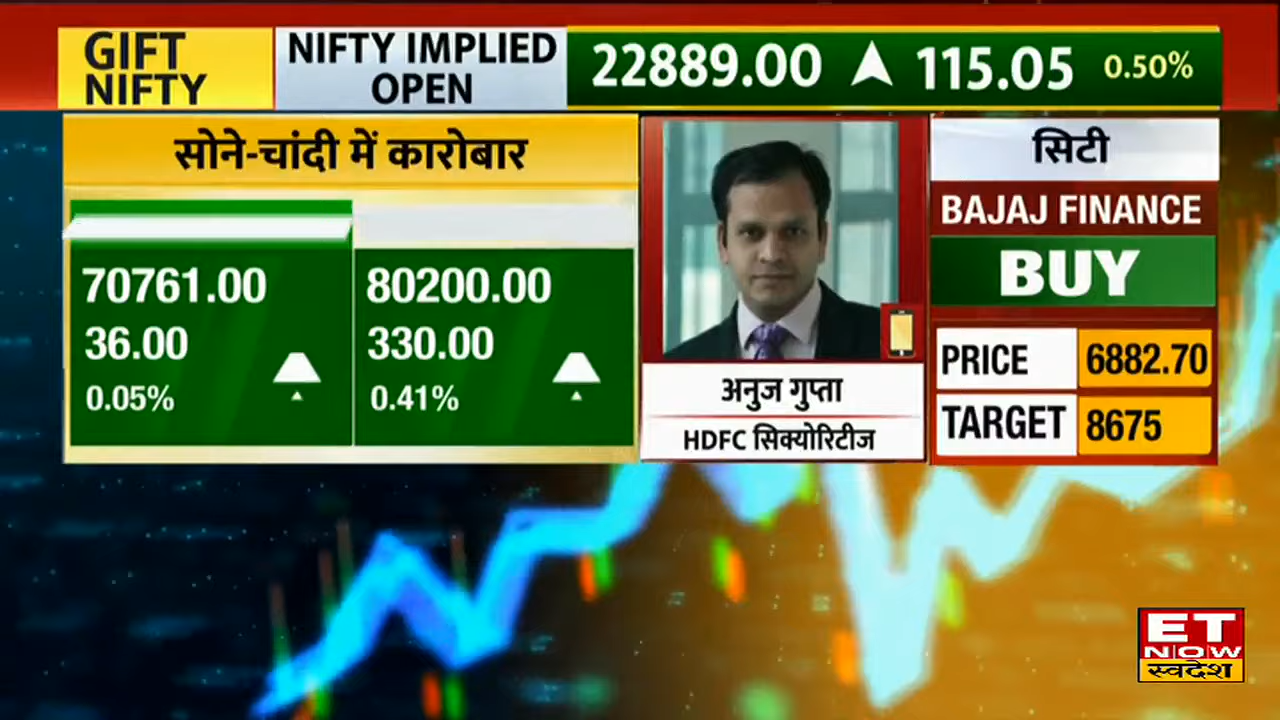 GIFT
NIFTY
NIFTY IMPLIED
OPEN
22889.00 115.05 0.50%
सोने-चांदी में कारोबार
70761.00
36.00
0.05%
80200.00
330.00
0.41%
अनुज गुप्ता
HDFC सिक्योरिटीज
सिटी
BAJAJ FINANCE
BUY
PRICE 6882.70
TARGET 8675
ET
NOW
स्वदेश